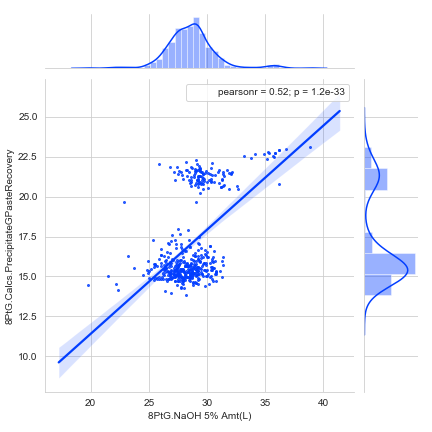 pearsonr = 0.52; p = 1.2e-33
25.0
22.5
20.0
17.5
15.0
12.5
10.0
8PtG.Calcs.PrecipitateGPasteRecovery
20 25 30 35 40
8PtG.NaOH 5% Amt(L)